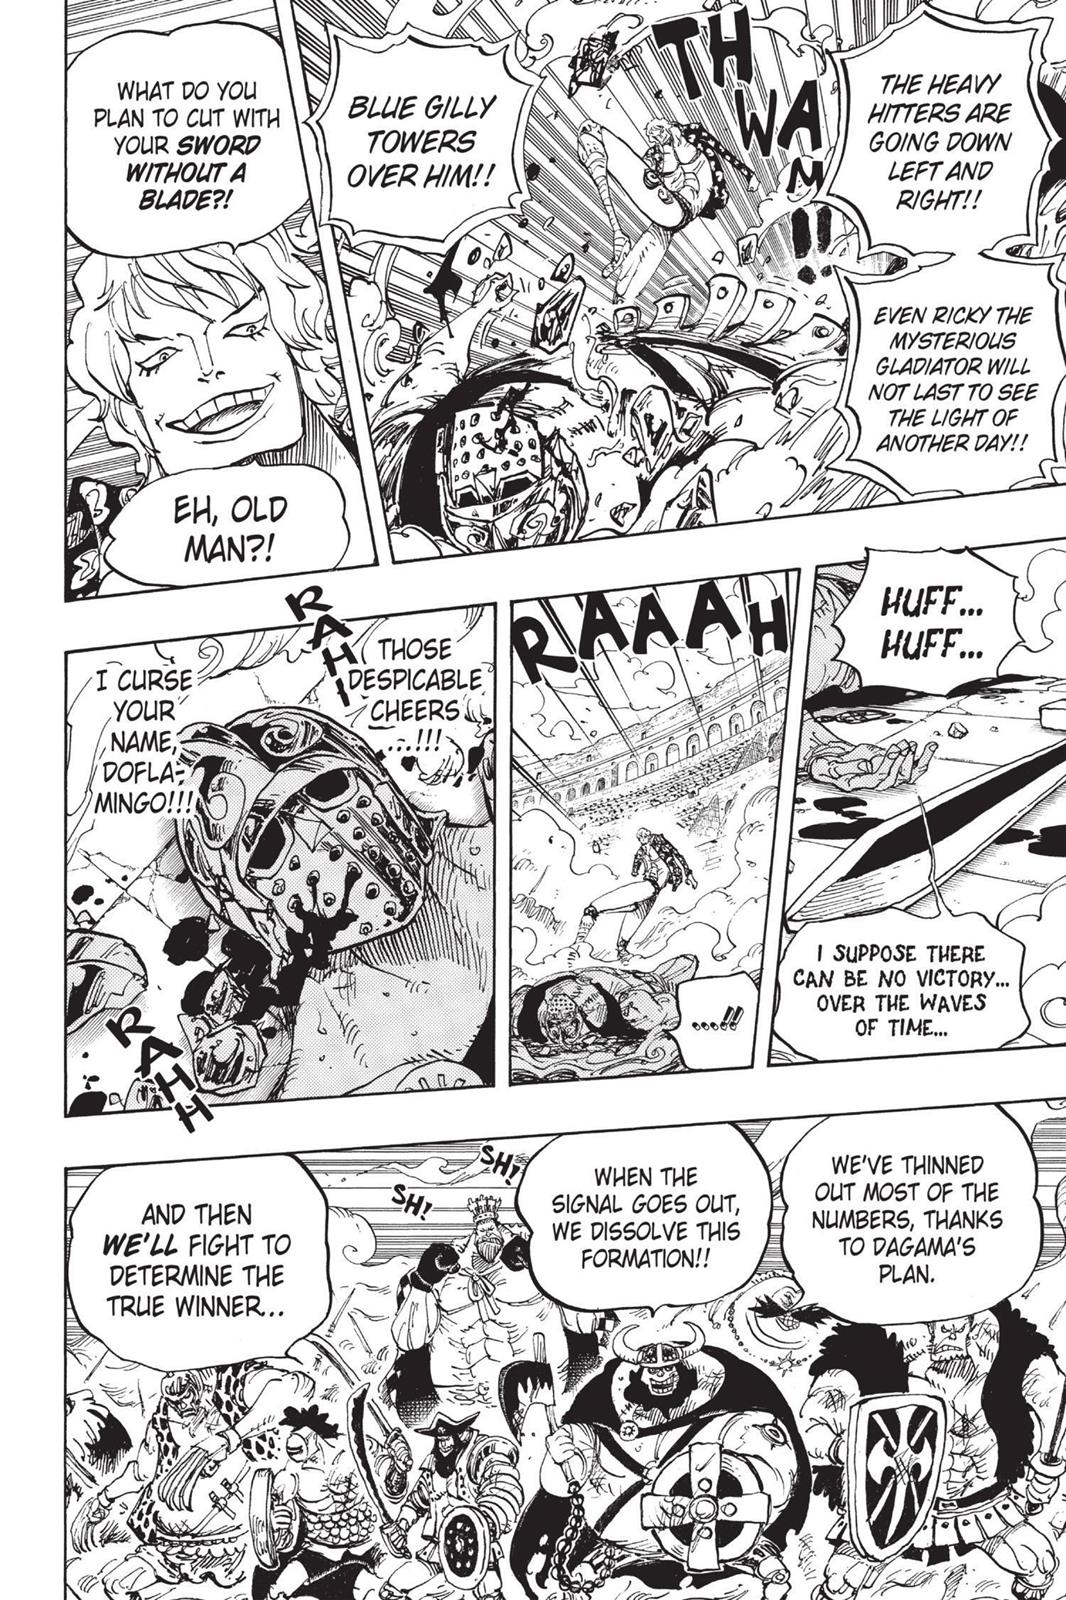 THE HEAVY
HITTERS ARE
GOING DOWN
LEFT AND
RIGHT!!
EVEN RICKY THE
MYSTERIOUS
GLADIATOR WILL
NOT LAST TO SEE
THE LIGHT OF
ANOTHER DAY!!
THWAM!!
BLUE GILLY
TOWERS
OVER HIM!!
WHAT DO YOU
PLAN TO CUT WITH
YOUR SWORD
WITHOUT A
BLADE?!
EH, OLD
MAN?!
HUFF...
HUFF...
I SUPPOSE THERE
CAN BE NO VICTORY...
OVER THE WAVES
OF TIME...
RAAAH
...!!
RAH!
THOSE
DESPICABLE
CHEERS
...!!!
I CURSE
YOUR
NAME,
DOFLA-
MINGO!!!
RAHH
WE'VE THINNED
OUT MOST OF THE
NUMBERS, THANKS
TO DAGAMA'S
PLAN.
WHEN THE
SIGNAL GOES OUT,
WE DISSOLVE THIS
FORMATION!!
SH!
SH!
AND THEN
WE'LL FIGHT TO
DETERMINE THE
TRUE WINNER...